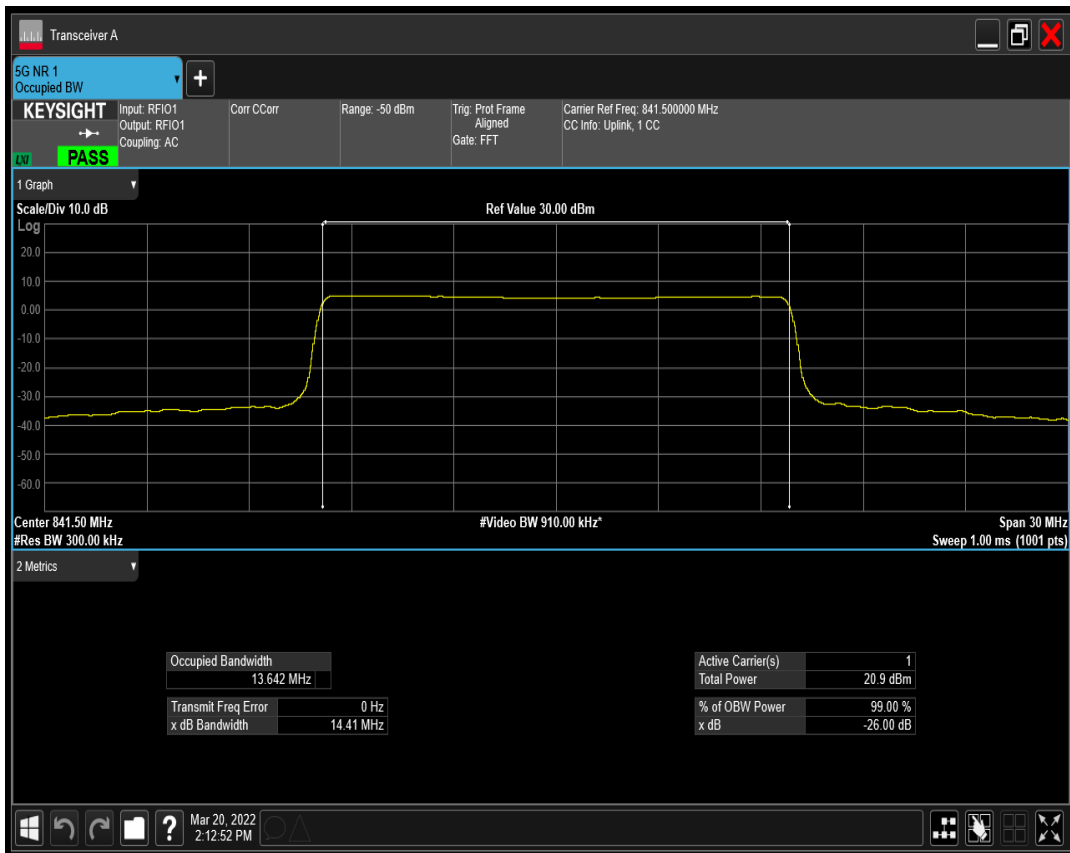 Transceiver A
5G NR 1
Occupied BW
+
KEYSIGHT
LXI
PASS
Input: RFIO1
Output: RFIO1
Coupling: AC
Corr CCorr
Range: -50 dBm
Trig: Prot Frame
Aligned
Gate: FFT
Carrier Ref Freq: 841.500000 MHz
CC Info: Uplink, 1 CC
1 Graph
Scale/Div 10.0 dB
Ref Value 30.00 dBm
Log
20.0
10.0
0.00
-10.0
-20.0
-30.0
-40.0
-50.0
-60.0
Center 841.50 MHz
#Video BW 910.00 kHz*
Span 30 MHz
#Res BW 300.00 kHz
Sweep 1.00 ms (1001 pts)
2 Metrics
Occupied Bandwidth
13.642 MHz
Transmit Freq Error 0 Hz
x dB Bandwidth 14.41 MHz
Active Carrier(s) 1
Total Power 20.9 dBm
% of OBW Power 99.00 %
x dB -26.00 dB
?
Mar 20, 2022
2:12:52 PM